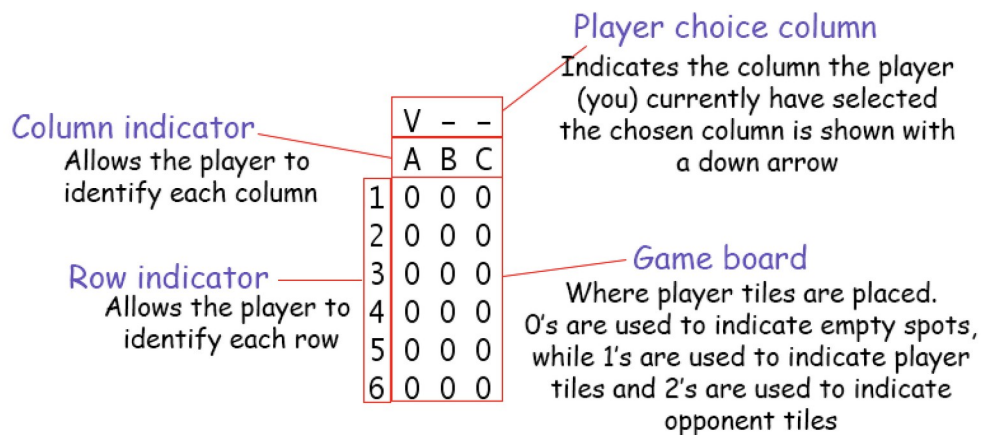 Player choice column
Indicates the column the player
(you) currently have selected
the chosen column is shown with
a down arrow
Column indicator
Allows the player to
identify each column
V - -
A B C
1 0 0 0
2 0 0 0
3 0 0 0
4 0 0 0
5 0 0 0
6 0 0 0
Row indicator
Allows the player to
identify each row
Game board
Where player tiles are placed.
0's are used to indicate empty spots,
while 1's are used to indicate player
tiles and 2's are used to indicate
opponent tiles